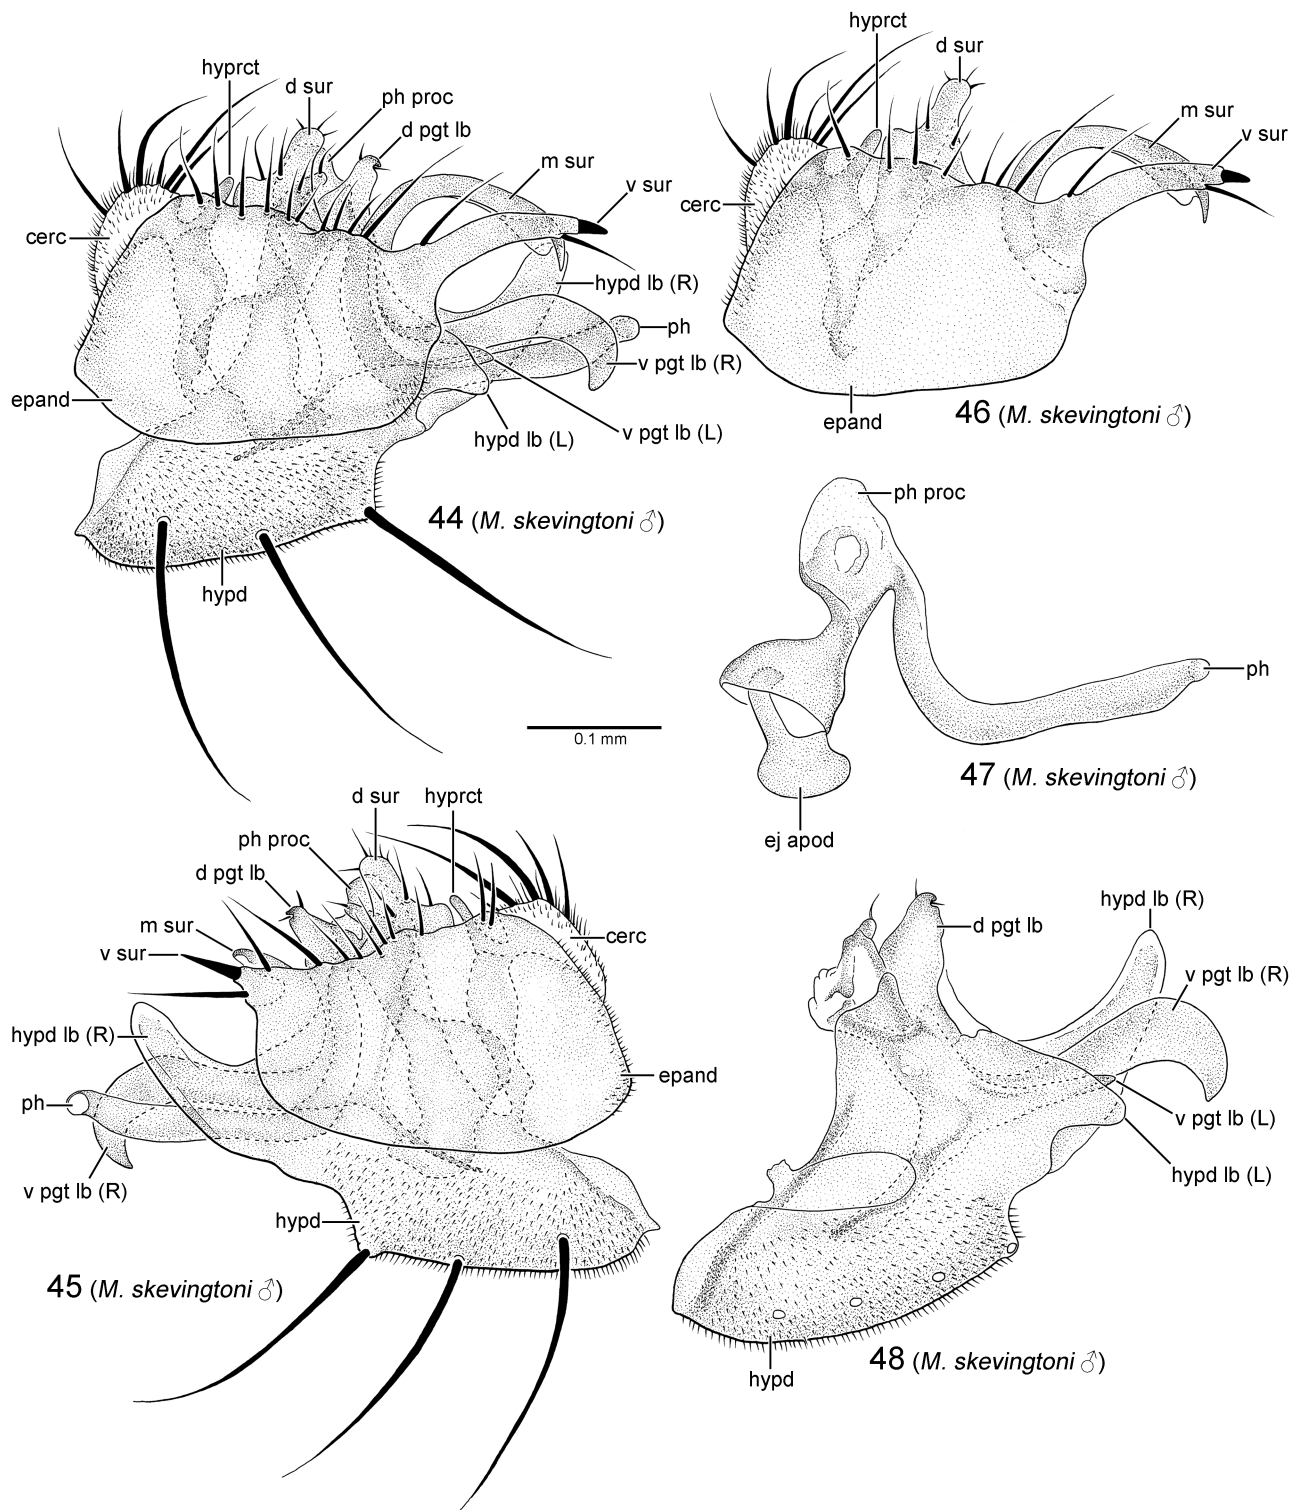 hyprct
d sur
ph proc
d pgt lb
m sur
v sur
cerc
hypd lb (R)
ph
v pgt lb (R)
epand
v pgt lb (L)
hypd lb (L)
44 (M. skevingtoni ♂)
hypd
0.1 mm
hyprct
d sur
m sur
v sur
cerc
epand
46 (M. skevingtoni ♂)
ph proc
ph
47 (M. skevingtoni ♂)
ej apod
d sur
hyprct
ph proc
d pgt lb
m sur
v sur
cerc
hypd lb (R)
epand
ph
v pgt lb (R)
hypd
45 (M. skevingtoni ♂)
hypd lb (R)
d pgt lb
v pgt lb (R)
v pgt lb (L)
hypd lb (L)
48 (M. skevingtoni ♂)
hypd